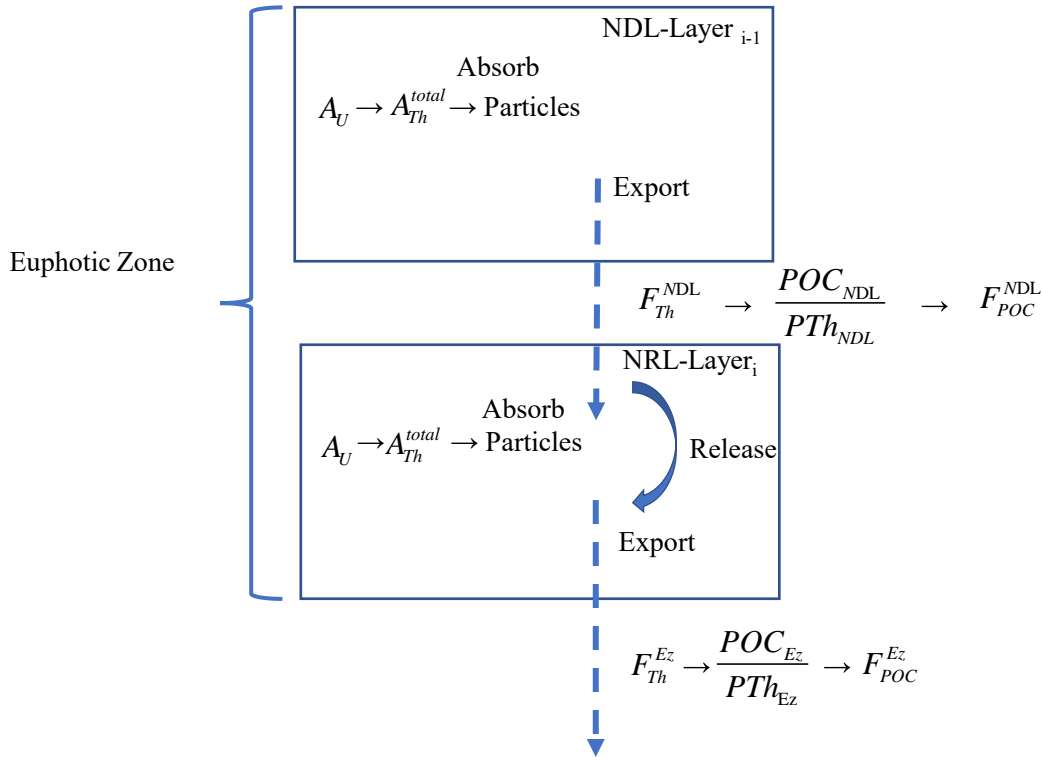 NDL-Layer i-1
Absorb
A_U → A_Th^total → Particles
Export
Euphotic Zone
F_Th^NDL → POC_NDL / PTh_NDL → F_POC^NDL
NRL-Layer i
Absorb
A_U → A_Th^total → Particles
Release
Export
F_Th^Ez → POC_Ez / PTh_Ez → F_POC^Ez